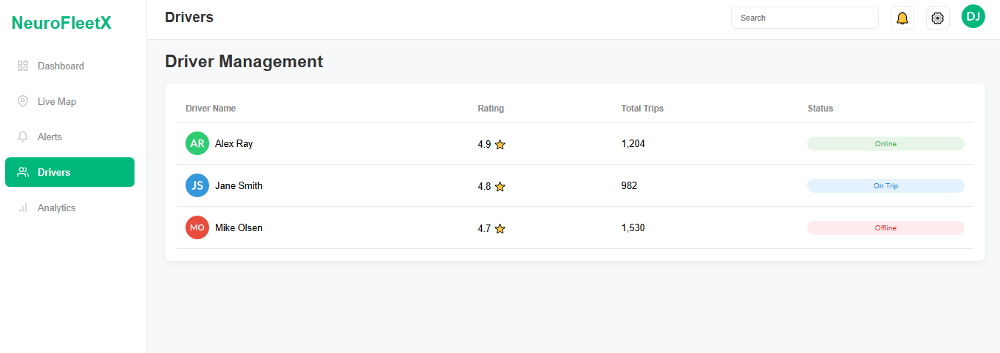 NeuroFleetX
Dashboard
Live Map
Alerts
Drivers
Analytics
Drivers
Search
DJ
Driver Management
Driver Name Rating Total Trips Status
AR Alex Ray 4.9 1,204 Online
JS Jane Smith 4.8 982 On Trip
MO Mike Olsen 4.7 1,530 Offline